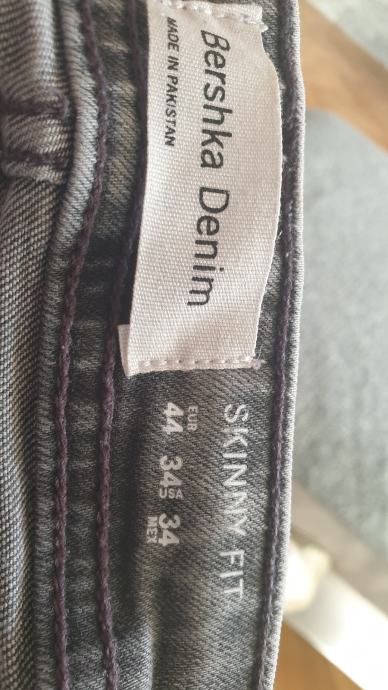 Bershka Denim
MADE IN PAKISTAN
SKINNY FIT
EUR 44 USA 34 MEX 34